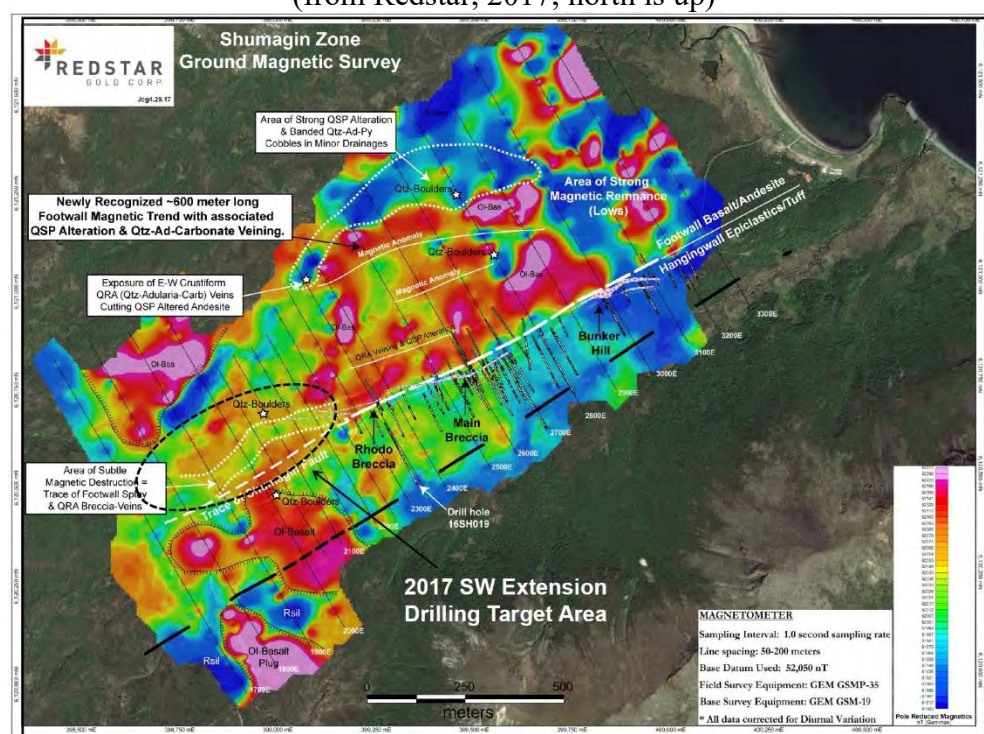 (from Redstar, 2017; north is up)
REDSTAR
GOLD CORP.
Jcg4.29.17
Shumagin Zone
Ground Magnetic Survey
Area of Strong QSP Alteration
& Banded Qtz-Ad-Py
Cobbles in Minor Drainages
Newly Recognized ~600 meter long
Footwall Magnetic Trend with associated
QSP Alteration & Qtz-Ad-Carbonate Veining.
Qtz-Boulders
Area of Strong
Magnetic Remnance
(Lows)
Ol-Bas
Footwall Basalt/Andesite
Hangingwall Epiclastics/Tuff
Magnetic Anomaly
Qtz-Boulders
Magnetic Anomaly
Ol-Bas
Exposure of E-W Crustiform
QRA (Qtz-Adularia-Carb) Veins
Cutting QSP Altered Andesite
Ol-Bas
QRA Veining & QSP Alteration
Bunker
Hill
3300E
3200E
3100E
3000E
2900E
2800E
2700E
2600E
2500E
2400E
2300E
2100E
2000E
1900E
1800E
1700E
Ol-Bas
Qtz-Boulders
Main
Breccia
Rhodo
Breccia
Area of Subtle
Magnetic Destruction =
Trace of Footwall Splay
& QRA Breccia-Veins
Qtz-Boulders
Ol-Basalt
Drill hole
16SH019
2017 SW Extension
Drilling Target Area
Rsil
Rsil
Ol-Basalt
Plug
0 250 500
meters
MAGNETOMETER
Sampling Interval: 1.0 second sampling rate
Line spacing: 50-200 meters
Base Datum Used: 52,050 nT
Field Survey Equipment: GEM GSMP-35
Base Survey Equipment: GEM GSM-19
* All data corrected for Diurnal Variation
Pole Reduced Magnetics
nT (Gammas)